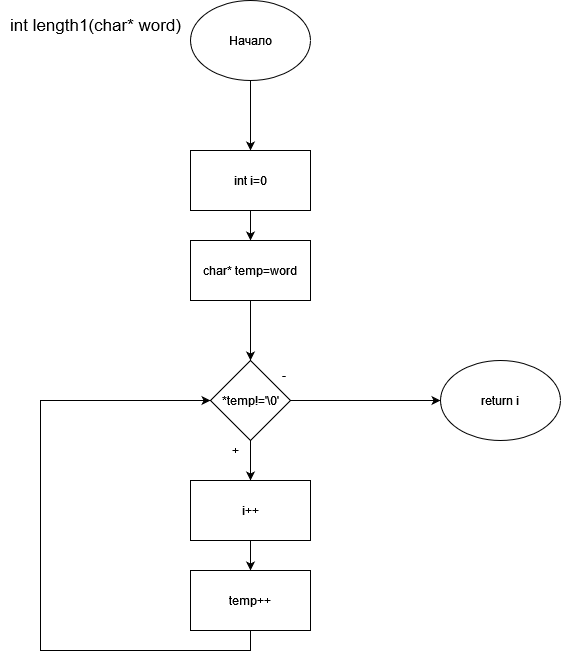 int length1(char* word)
Начало
int i=0
char* temp=word
-
*temp!='\0'
return i
+
i++
temp++